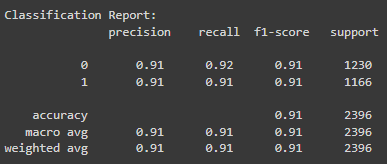 Classification Report:
precision recall f1-score support
0 0.91 0.92 0.91 1230
1 0.91 0.91 0.91 1166
accuracy 0.91 2396
macro avg 0.91 0.91 0.91 2396
weighted avg 0.91 0.91 0.91 2396